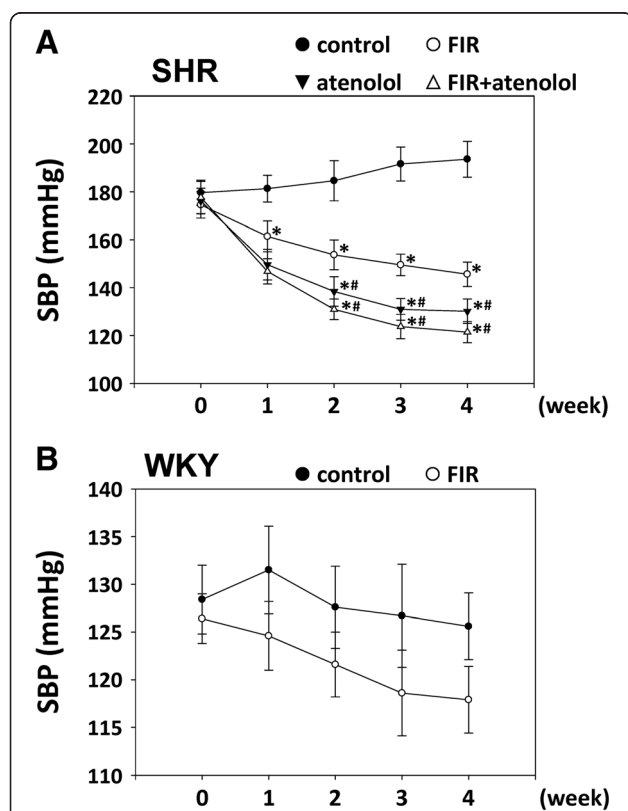 A
SHR
● control ○ FIR
▼ atenolol △ FIR+atenolol
220
200
180
160
140
120
100
SBP (mmHg)
*
*
*
*
*#
*#
*#
*#
*#
*#
0 1 2 3 4 (week)
B
WKY
● control ○ FIR
140
135
130
125
120
115
110
SBP (mmHg)
0 1 2 3 4 (week)